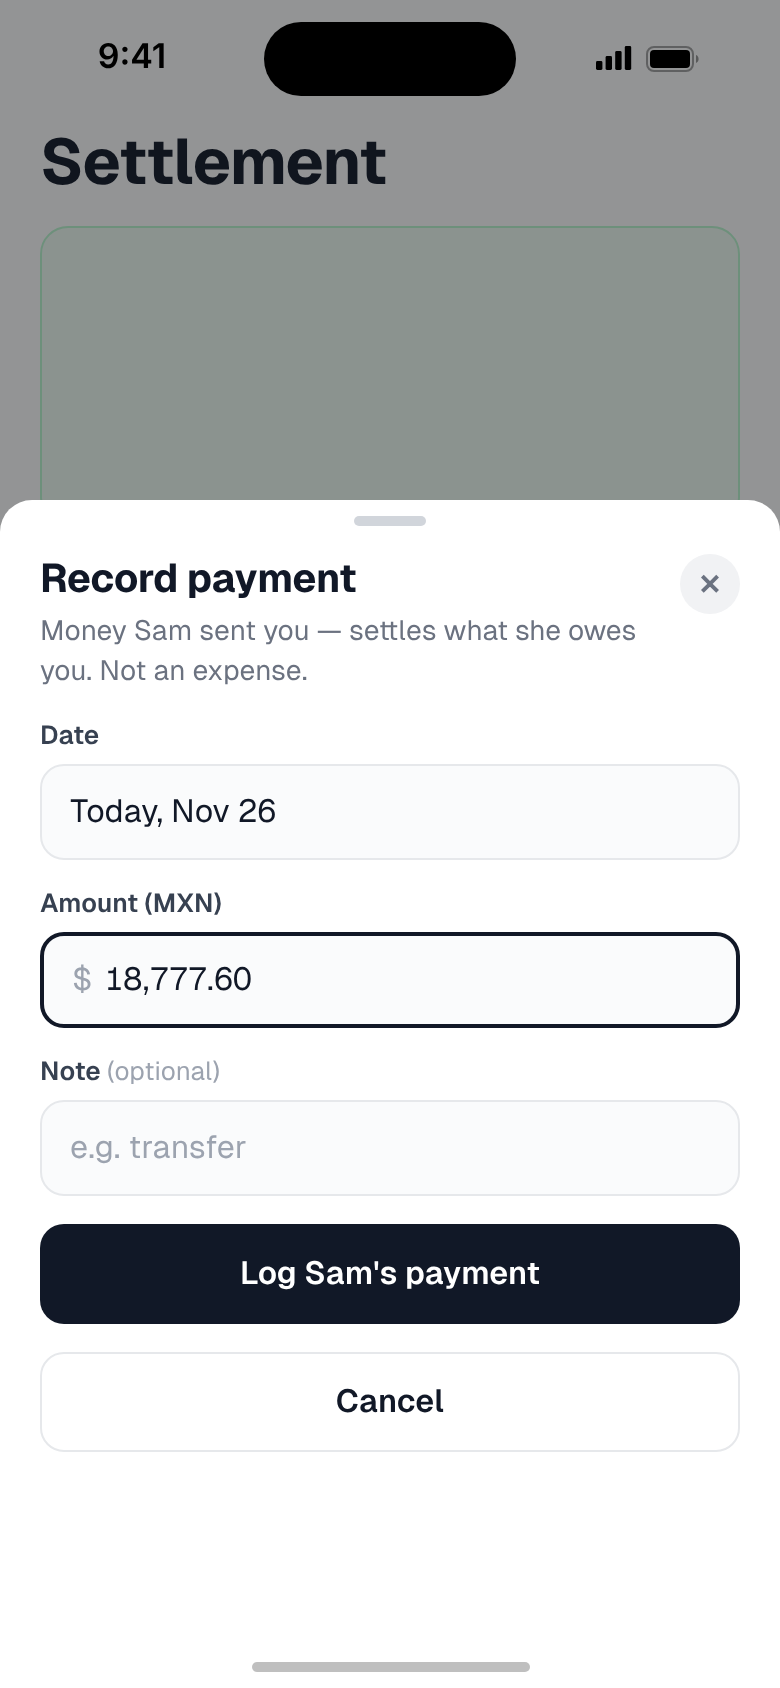 9:41
Settlement
Record payment
Money Sam sent you — settles what she owes
you. Not an expense.
Date
Today, Nov 26
Amount (MXN)
$ 18,777.60
Note (optional)
e.g. transfer
Log Sam's payment
Cancel